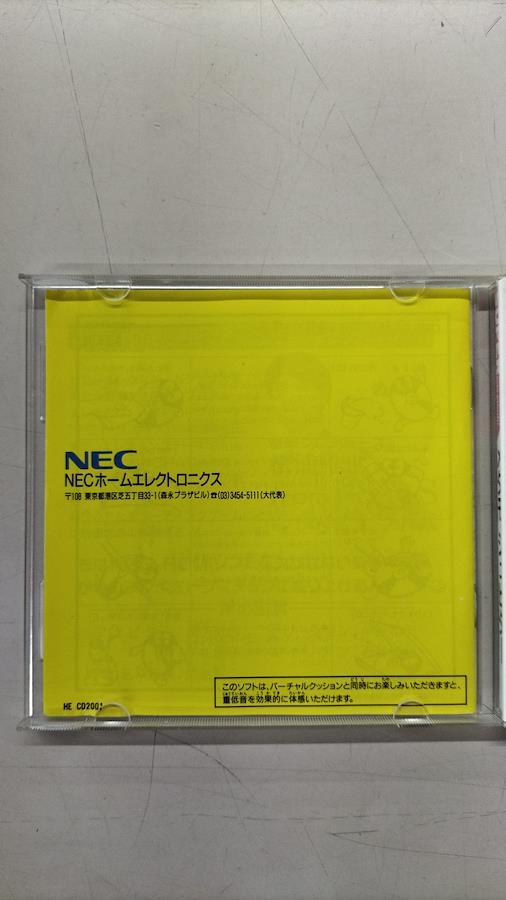 NEC
NECホームエレクトロニクス
〒108 東京都港区芝五丁目33-1(森永プラザビル)☎(03)3454-5111(大代表)
このソフトは、バーチャルクッションと同時にお楽しみいただきますと、
重低音を効果的に体感いただけます。
HE CD2001